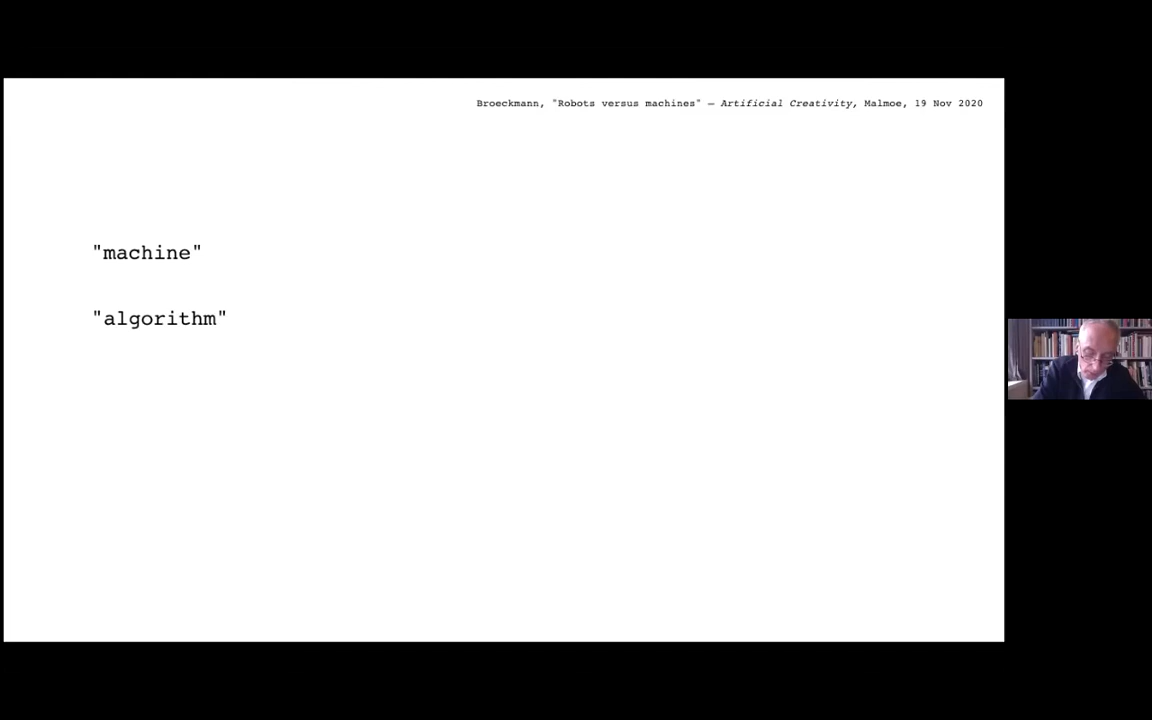 Broeckmann, "Robots versus machines" — Artificial Creativity, Malmoe, 19 Nov 2020
"machine"
"algorithm"